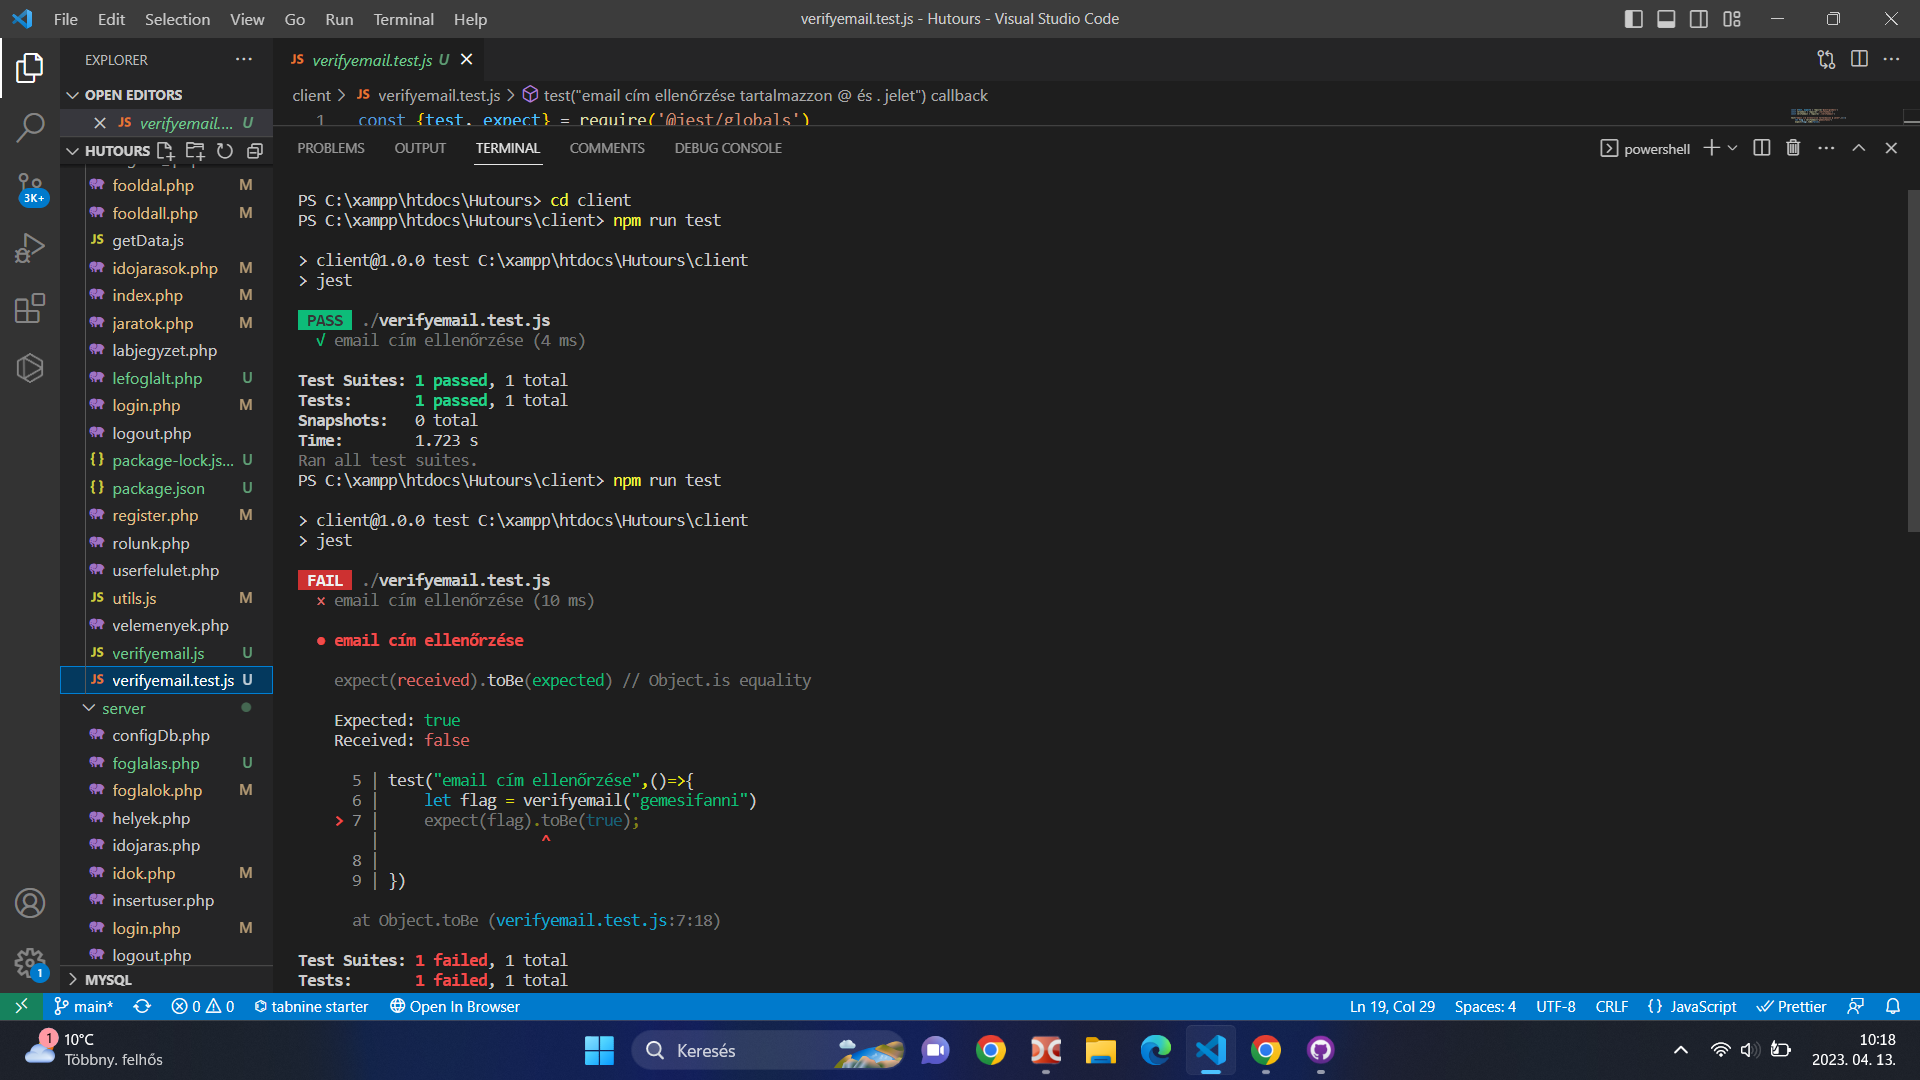 File Edit Selection View Go Run Terminal Help
verifyemail.test.js - Hutours - Visual Studio Code
EXPLORER
OPEN EDITORS
JS verifyemail.... U
HUTOURS
fooldal.php M
fooldall.php M
JS getData.js
idojarasok.php M
index.php M
jaratok.php M
labjegyzet.php
lefoglalt.php U
login.php M
logout.php
{} package-lock.js... U
{} package.json U
register.php M
rolunk.php
userfelulet.php
JS utils.js M
velemenyek.php
JS verifyemail.js U
JS verifyemail.test.js U
server
configDb.php
foglalas.php U
foglalok.php M
helyek.php
idojaras.php
idok.php M
insertuser.php
login.php M
logout.php
MYSQL
3K+
1
JS verifyemail.test.js U
client > JS verifyemail.test.js > test("email cím ellenőrzése tartalmazzon @ és . jelet") callback
1 const {test, expect} = require('@jest/globals')
PROBLEMS OUTPUT TERMINAL COMMENTS DEBUG CONSOLE
powershell
PS C:\xampp\htdocs\Hutours> cd client
PS C:\xampp\htdocs\Hutours\client> npm run test
> client@1.0.0 test C:\xampp\htdocs\Hutours\client
> jest
PASS ./verifyemail.test.js
√ email cím ellenőrzése (4 ms)
Test Suites: 1 passed, 1 total
Tests: 1 passed, 1 total
Snapshots: 0 total
Time: 1.723 s
Ran all test suites.
PS C:\xampp\htdocs\Hutours\client> npm run test
> client@1.0.0 test C:\xampp\htdocs\Hutours\client
> jest
FAIL ./verifyemail.test.js
× email cím ellenőrzése (10 ms)
● email cím ellenőrzése
expect(received).toBe(expected) // Object.is equality
Expected: true
Received: false
5 | test("email cím ellenőrzése",()=>{
6 | let flag = verifyemail("gemesifanni")
> 7 | expect(flag).toBe(true);
| ^
8 |
9 | })
at Object.toBe (verifyemail.test.js:7:18)
Test Suites: 1 failed, 1 total
Tests: 1 failed, 1 total
main* 0 0 tabnine starter Open In Browser
Ln 19, Col 29 Spaces: 4 UTF-8 CRLF {} JavaScript Prettier
1
10°C
Többny. felhős
Keresés
10:18
2023. 04. 13.